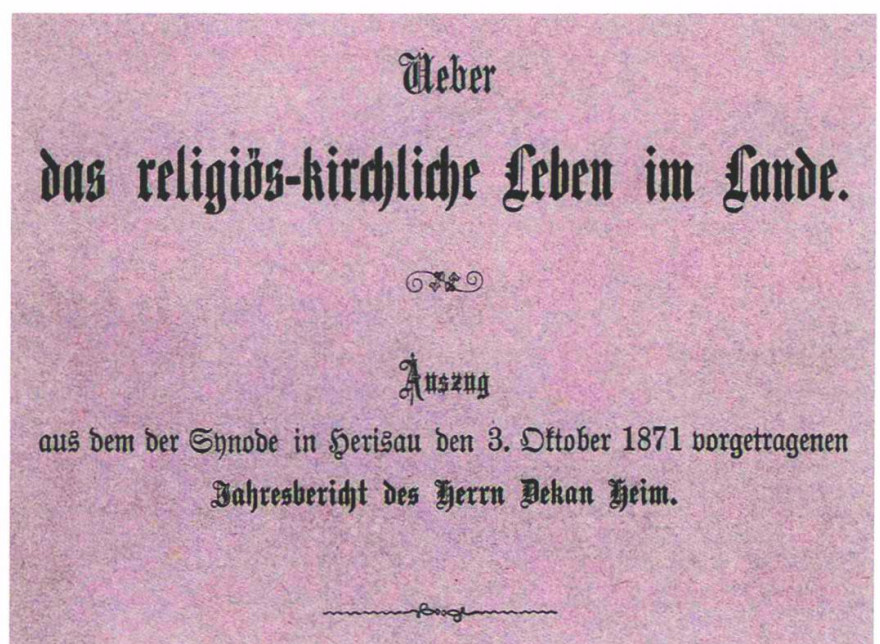 Ueber
das religiös-kirchliche Leben im Lande.
Auszug
aus dem der Synode in Herisau den 3. Oktober 1871 vorgetragenen
Jahresbericht des Herrn Dekan Heim.